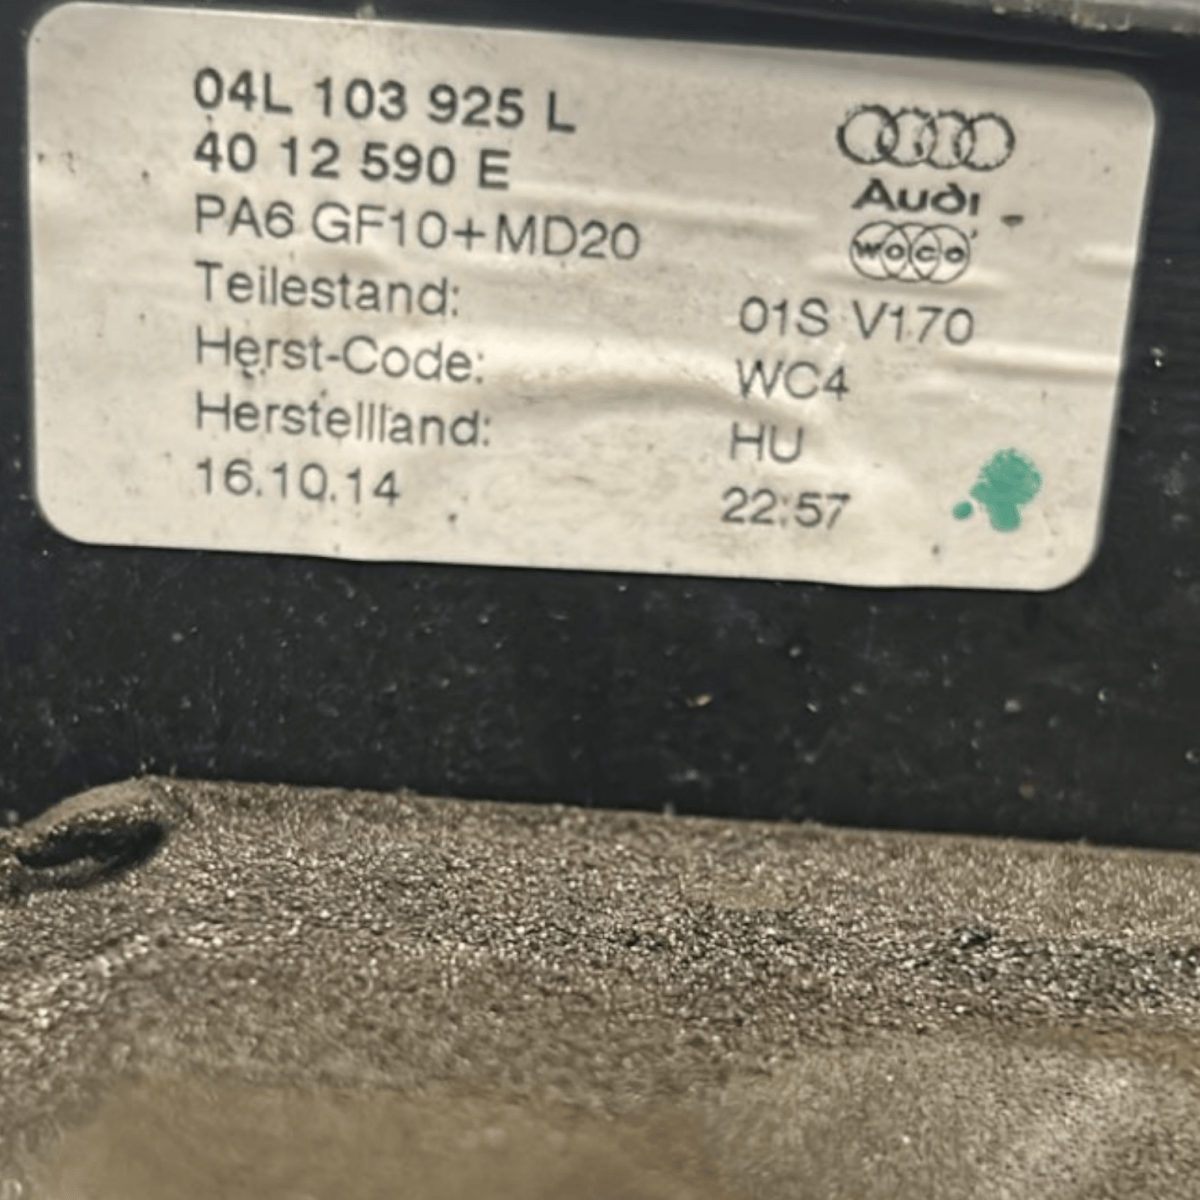 04L 103 925 L
40 12 590 E
PA6 GF10+MD20
Audi
woco
Teilestand: 01S V170
Herst-Code: WC4
Herstellland: HU
16.10.14 22:57